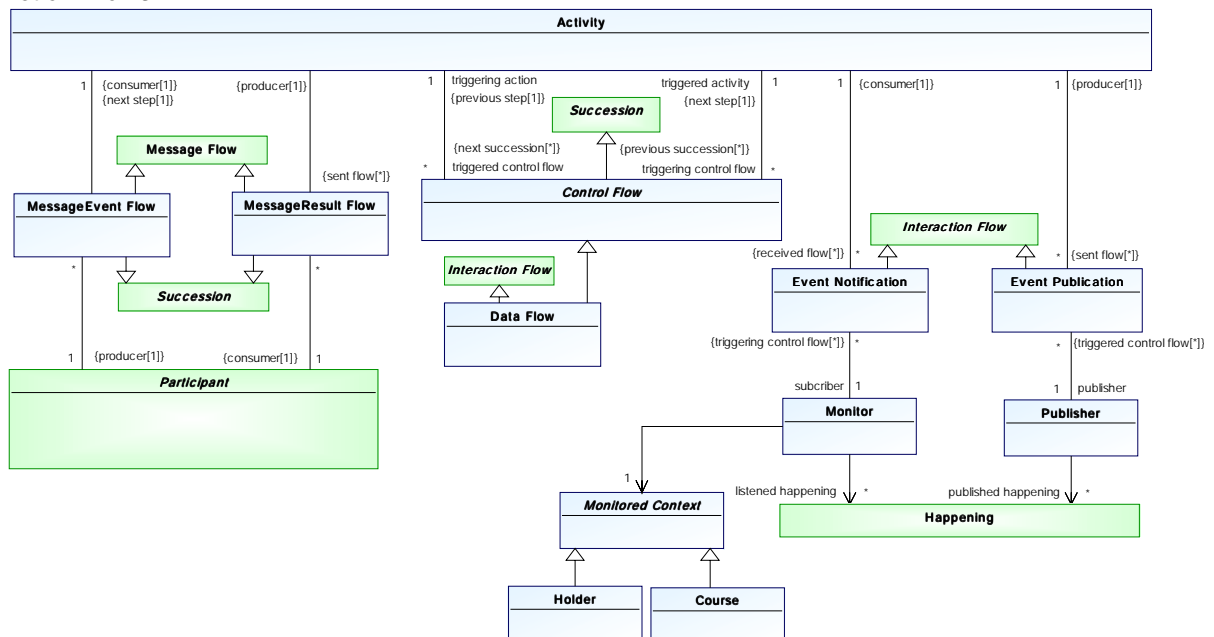 Activity
1
{consumer[1]}
{next step[1]}
{producer[1]}
1
triggering action
{previous step[1]}
triggered activity
{next step[1]}
1
1
{consumer[1]}
1
{producer[1]}
Succession
Message Flow
{next succession[*]}
{previous succession[*]}
*
triggered control flow
triggering control flow
*
{sent flow[*]}
MessageEvent Flow
MessageResult Flow
Control Flow
Interaction Flow
{received flow[*]}
*
*
{sent flow[*]}
*
*
Interaction Flow
Event Notification
Event Publication
Succession
Data Flow
{triggering control flow[*]}
*
*
{triggered control flow[*]}
1
{producer[1]}
{consumer[1]}
1
Participant
subcriber
1
1
publisher
Monitor
Publisher
1
listened happening
*
published happening
*
Monitored Context
Happening
Holder
Course